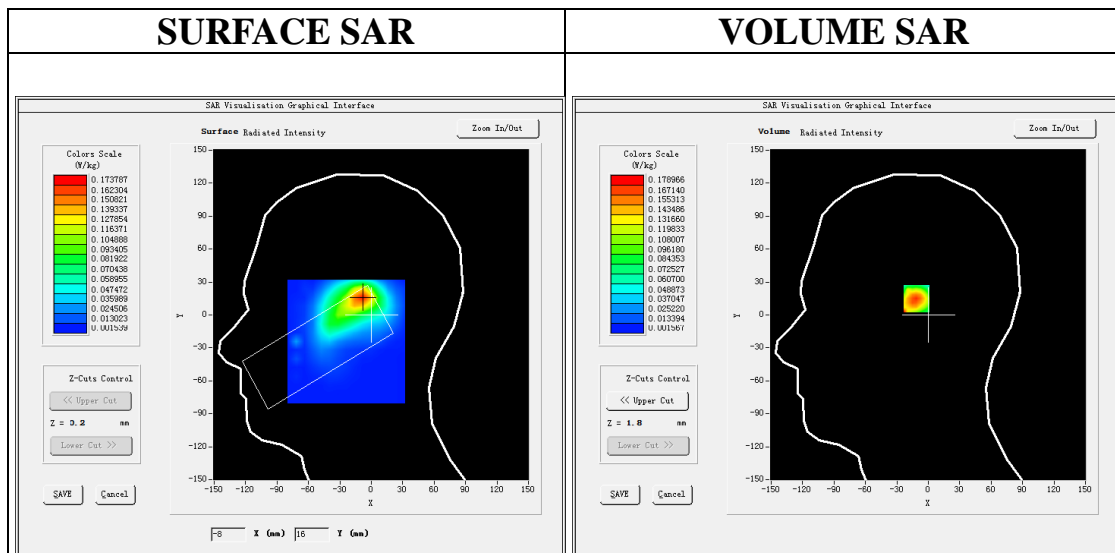 SURFACE SAR
VOLUME SAR
SAR Visualisation Graphical Interface
Surface Radiated Intensity
Zoom In/Out
Colors Scale
(W/kg)
0.173787
0.162304
0.150821
0.139337
0.127854
0.116371
0.104888
0.093405
0.081922
0.070438
0.058955
0.047472
0.035989
0.024506
0.013023
0.001539
Z-Cuts Control
<< Upper Cut
Z = 3.2 mm
Lower Cut >>
SAVE Cancel
150
120
90
60
30
0
-30
-60
-90
-120
-150
Y
-150 -120 -90 -60 -30 0 30 60 90 120 150
X
-8 X (mm) 16 Y (mm)
SAR Visualisation Graphical Interface
Volume Radiated Intensity
Zoom In/Out
Colors Scale
(W/kg)
0.178966
0.167140
0.155313
0.143486
0.131660
0.119833
0.108007
0.096180
0.084353
0.072527
0.060700
0.048873
0.037047
0.025220
0.013394
0.001567
Z-Cuts Control
<< Upper Cut
Z = 1.8 mm
Lower Cut >>
SAVE Cancel
150
120
90
60
30
0
-30
-60
-90
-120
-150
Y
-150 -120 -90 -60 -30 0 30 60 90 120 150
X